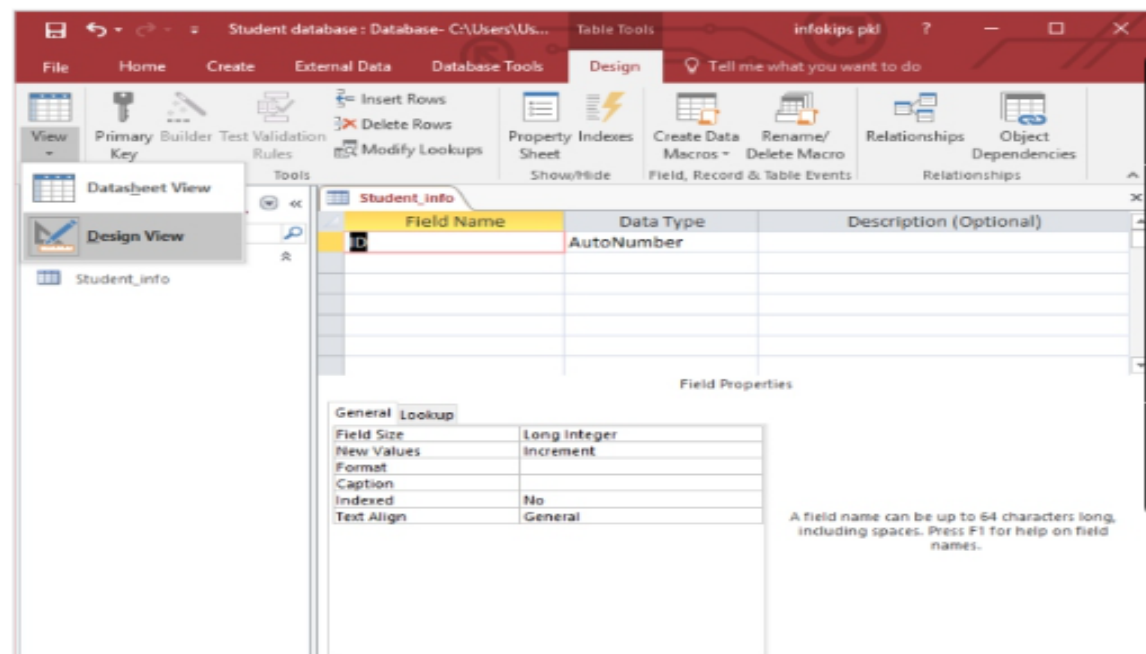 Student database : Database- C:\Users\Us... Table Tools infokips pkl ?
File Home Create External Data Database Tools Design Tell me what you want to do
View Primary Key Builder Test Validation Rules
Insert Rows
Delete Rows
Modify Lookups
Property Sheet Indexes Create Data Macros Rename/ Delete Macro Relationships Object Dependencies
Tools Show/Hide Field, Record & Table Events Relationships
Datasheet View
Design View
Student_info
Student_info
Field Name Data Type Description (Optional)
ID AutoNumber
Field Properties
General Lookup
Field Size Long Integer
New Values Increment
Format
Caption
Indexed No
Text Align General
A field name can be up to 64 characters long,
including spaces. Press F1 for help on field
names.